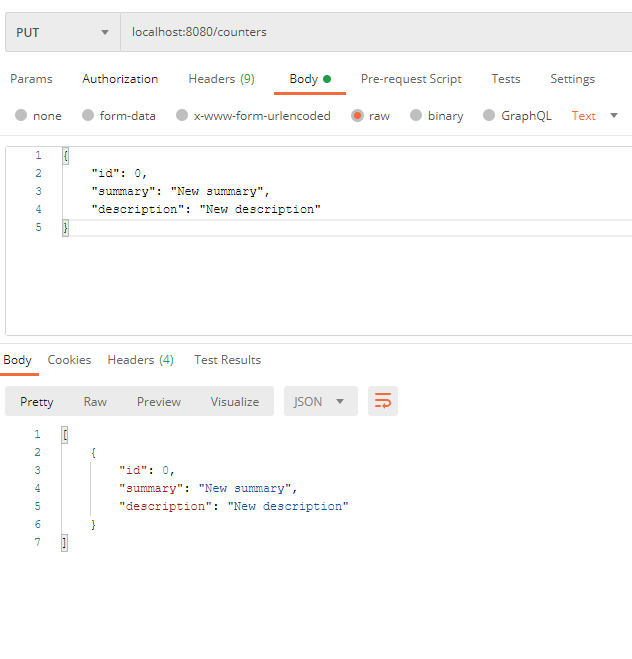 PUT localhost:8080/counters
Params Authorization Headers (9) Body Pre-request Script Tests Settings
none form-data x-www-form-urlencoded raw binary GraphQL Text
1 {
2 "id": 0,
3 "summary": "New summary",
4 "description": "New description"
5 }
Body Cookies Headers (4) Test Results
Pretty Raw Preview Visualize JSON
1 [
2 {
3 "id": 0,
4 "summary": "New summary",
5 "description": "New description"
6 }
7 ]